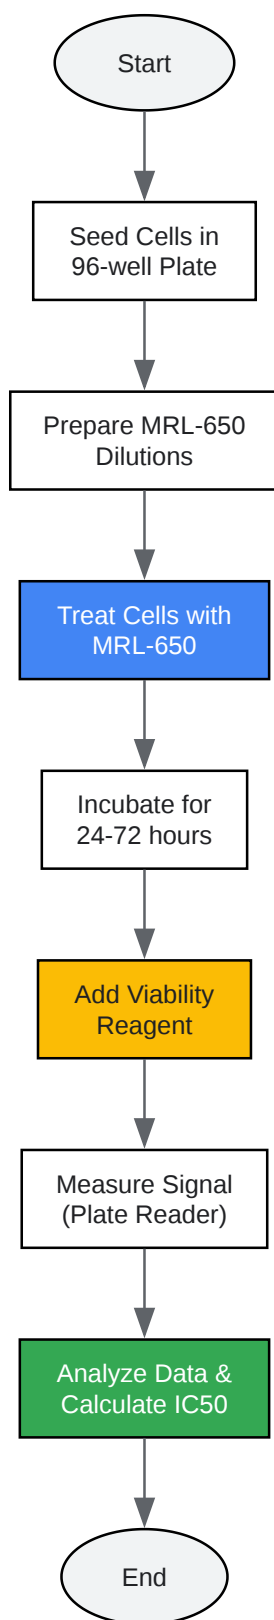 Start
Seed Cells in
96-well Plate
Prepare MRL-650
Dilutions
Treat Cells with
MRL-650
Incubate for
24-72 hours
Add Viability
Reagent
Measure Signal
(Plate Reader)
Analyze Data &
Calculate IC50
End